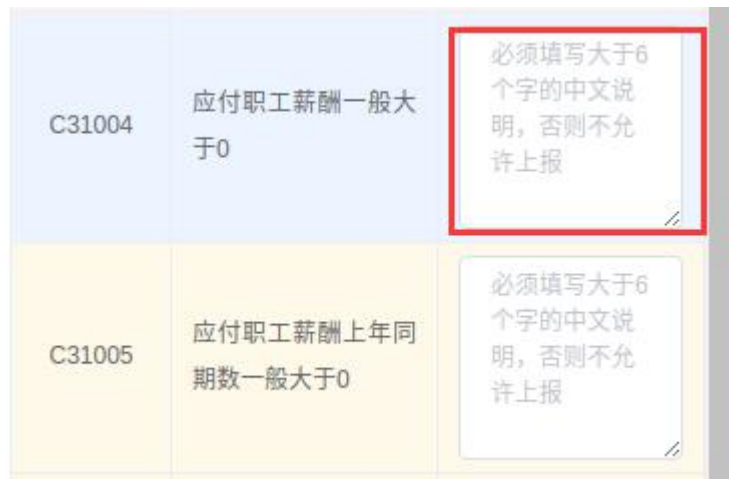 C31004
应付职工薪酬一般大
于0
必须填写大于6
个字的中文说
明，否则不允
许上报
C31005
应付职工薪酬上年同
期数一般大于0
必须填写大于6
个字的中文说
明，否则不允
许上报